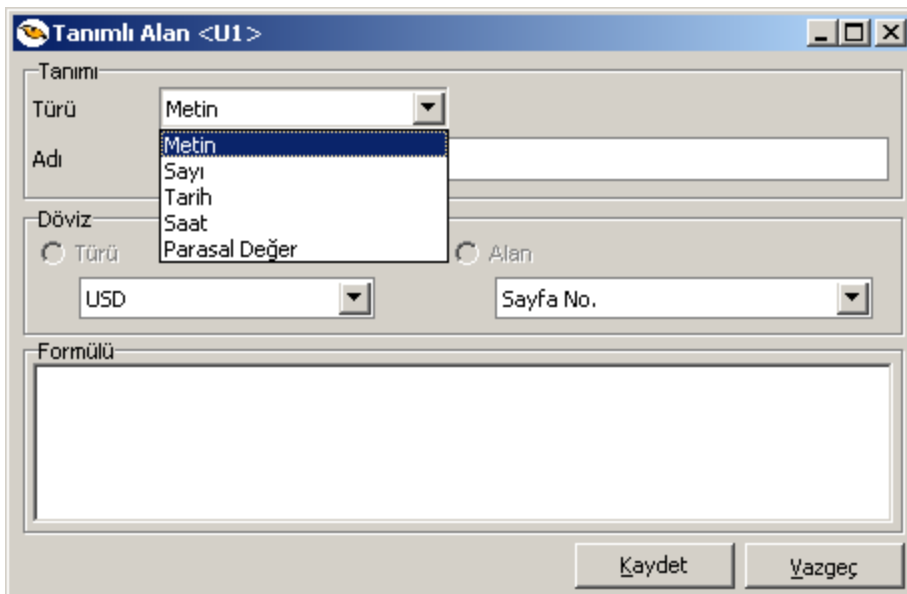 Tanımlı Alan <U1>
Tanımı
Türü Metin
Metin
Adı
Sayı
Tarih
Saat
Parasal Değer
Döviz
Türü Alan
USD Sayfa No.
Formülü
Kaydet Vazgeç